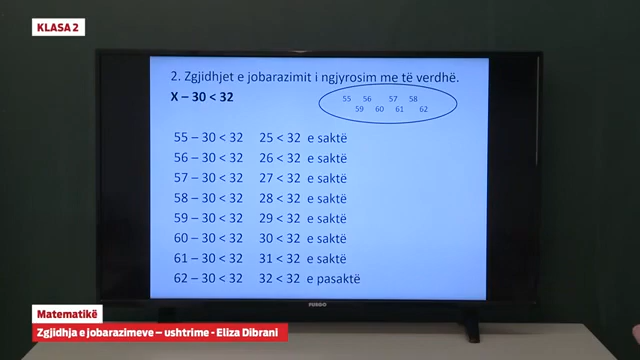 KLASA 2
2. Zgjidhjet e jobarazimit i ngjyrosim me të verdhë.
X – 30 < 32
55 56 57 58
59 60 61 62
55 – 30 < 32 25 < 32 e saktë
56 – 30 < 32 26 < 32 e saktë
57 – 30 < 32 27 < 32 e saktë
58 – 30 < 32 28 < 32 e saktë
59 – 30 < 32 29 < 32 e saktë
60 – 30 < 32 30 < 32 e saktë
61 – 30 < 32 31 < 32 e saktë
62 – 30 < 32 32 < 32 e pasaktë
Matematikë
Zgjidhja e jobarazimeve – ushtrime - Eliza Dibrani